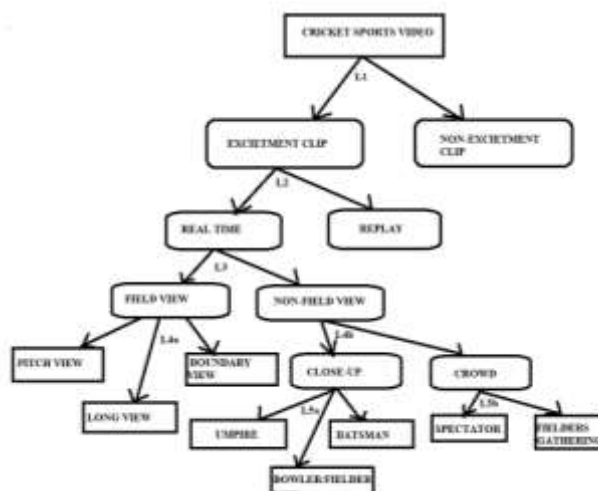 CRICKET SPORTS VIDEO
L1
EXCIETMENT CLIP
NON-EXCIETMENT
CLIP
L2
REAL TIME
REPLAY
L3
FIELD VIEW
NON-FIELD VIEW
L4a
L4b
PITCH VIEW
BOUNDARY
VIEW
CLOSE-UP
CROWD
LONG VIEW
L5a
L5b
UMPIRE
BATSMAN
SPECTATOR
FIELDERS
GATHERING
BOWLER/FIELDER